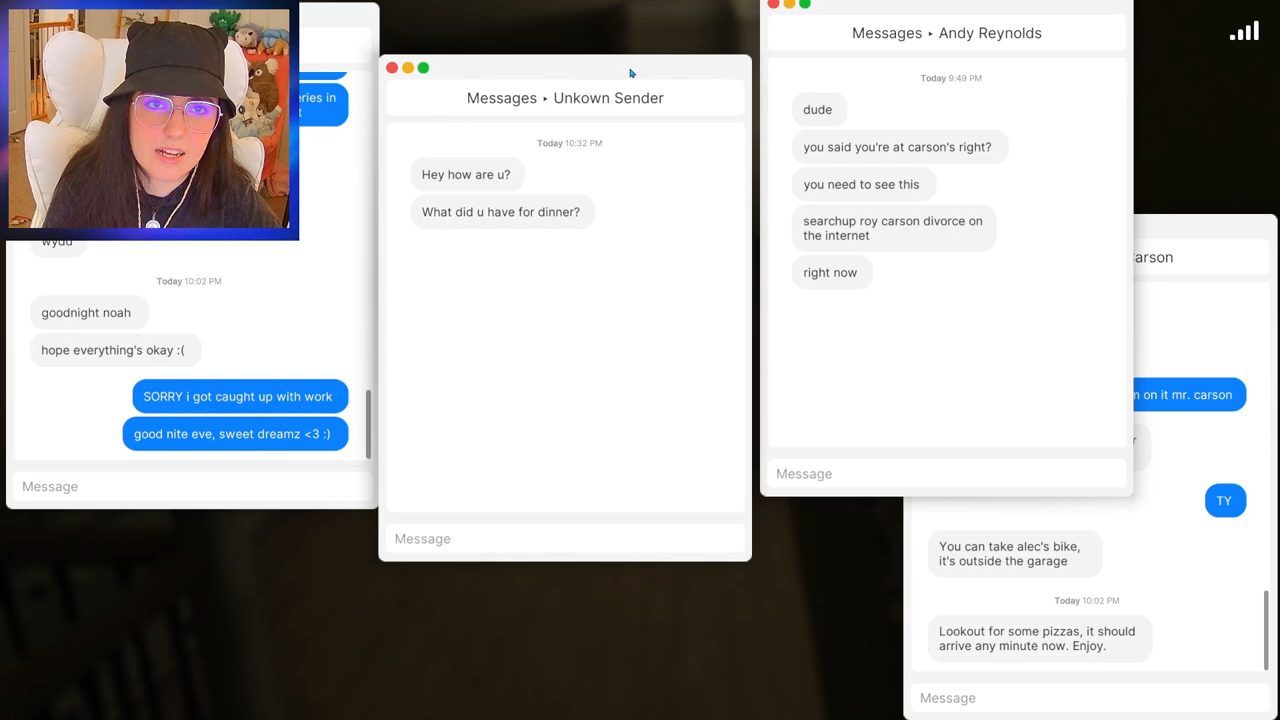 eries in
t
wydd
Today 10:02 PM
goodnight noah
hope everything's okay :(
SORRY i got caught up with work
good nite eve, sweet dreamz <3 :)
Message
Messages ‣ Unkown Sender
Today 10:32 PM
Hey how are u?
What did u have for dinner?
Message
Messages ‣ Andy Reynolds
Today 9:49 PM
dude
you said you're at carson's right?
you need to see this
searchup roy carson divorce on
the internet
right now
Message
Carson
m on it mr. carson
r
TY
You can take alec's bike,
it's outside the garage
Today 10:02 PM
Lookout for some pizzas, it should
arrive any minute now. Enjoy.
Message